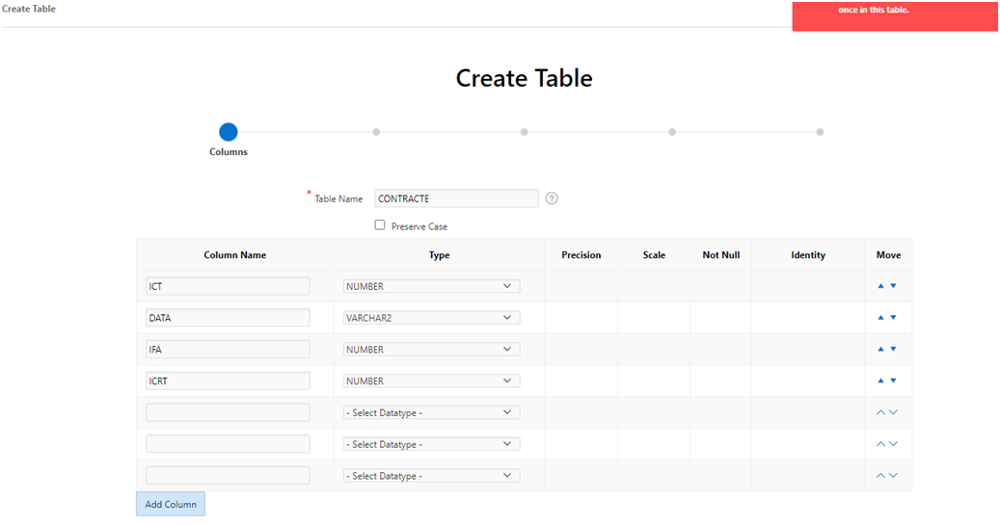 Create Table
once in this table.
Create Table
Columns
* Table Name CONTRACTE ?
Preserve Case
Column Name Type Precision Scale Not Null Identity Move
ICT NUMBER
DATA VARCHAR2
IFA NUMBER
ICRT NUMBER
- Select Datatype -
- Select Datatype -
- Select Datatype -
Add Column